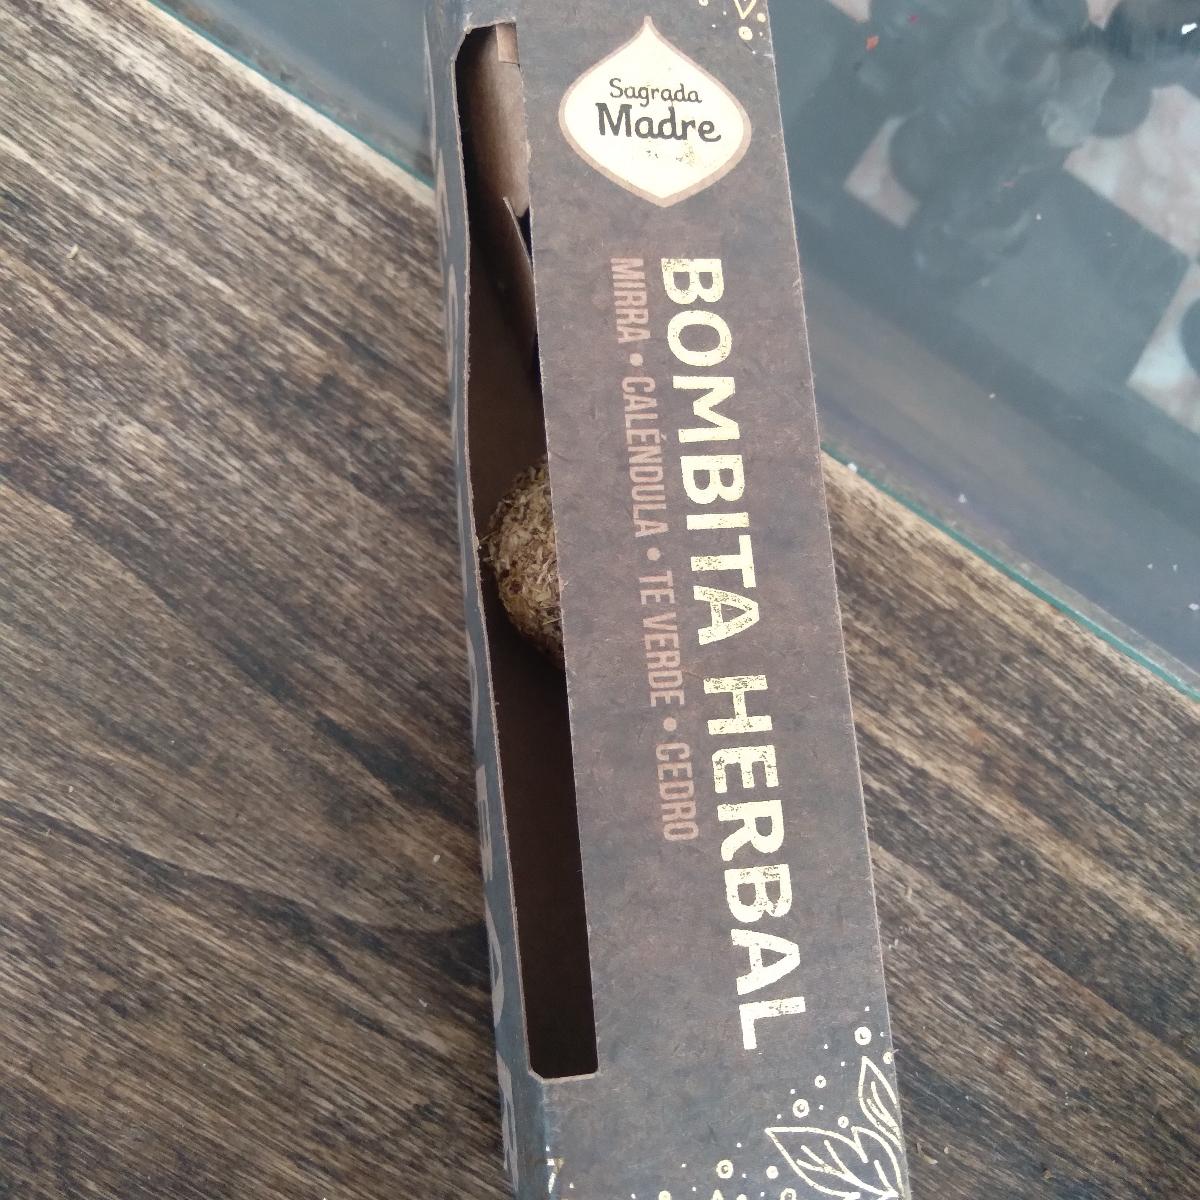 Sagrada
Madre
BOMBITA HERBAL
MIRRA • CALÉNDULA • TE VERDE • CEDRO